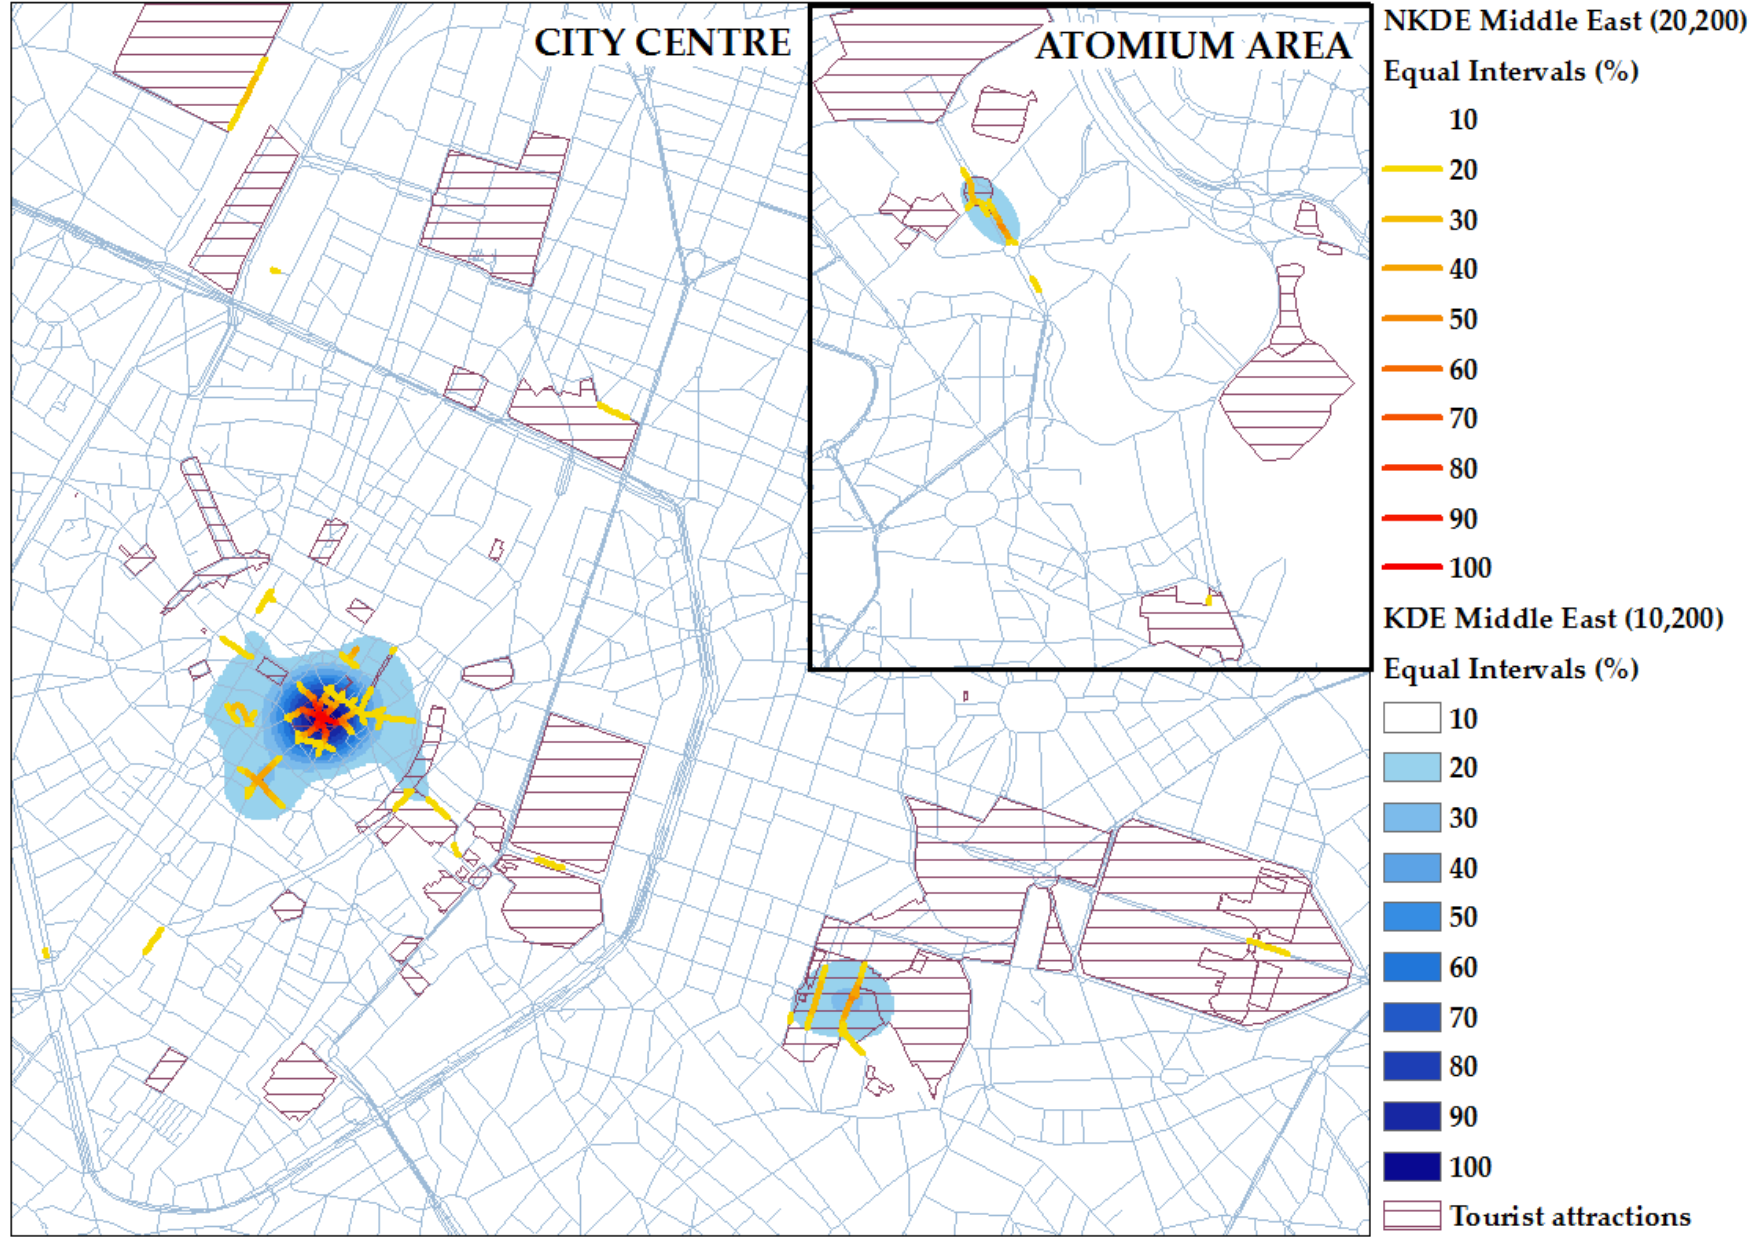 CITY CENTRE
ATOMIUM AREA
NKDE Middle East (20,200)
Equal Intervals (%)
10
20
30
40
50
60
70
80
90
100
KDE Middle East (10,200)
Equal Intervals (%)
10
20
30
40
50
60
70
80
90
100
Tourist attractions